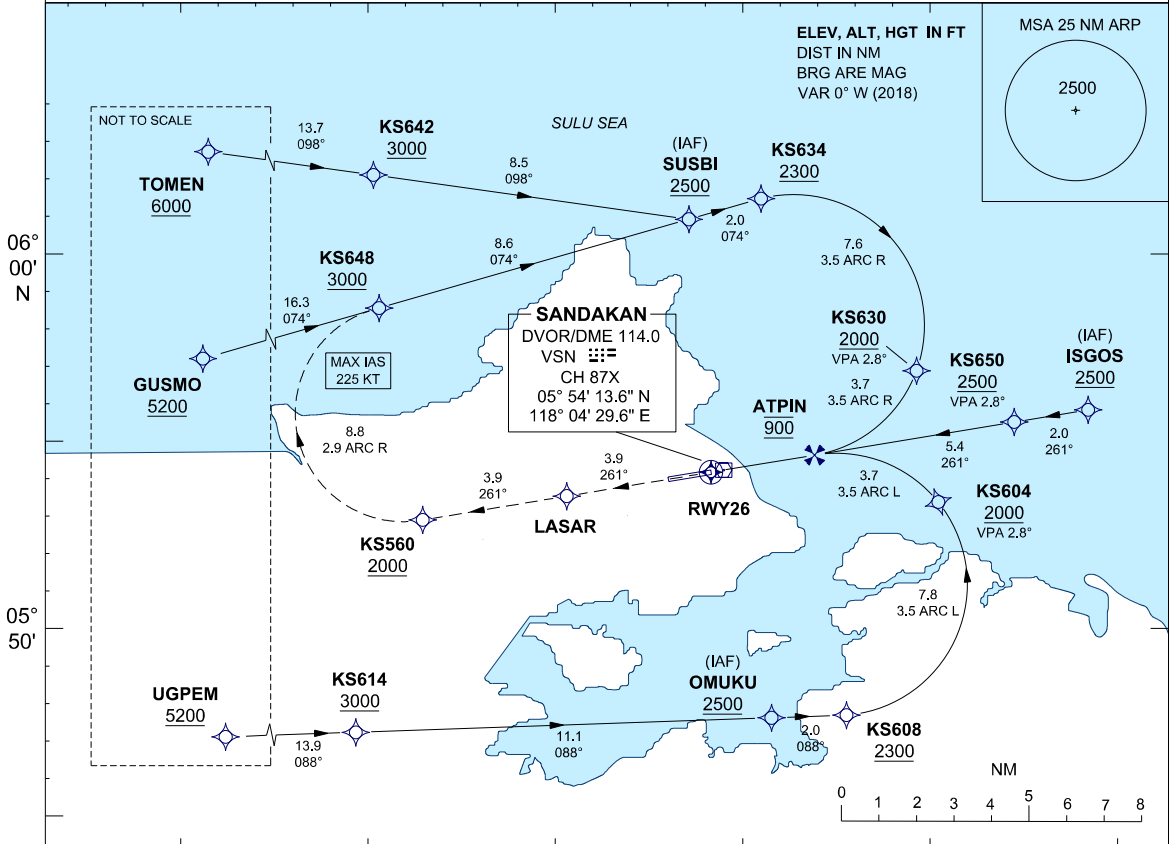 ELEV, ALT, HGT IN FT
DIST IN NM
BRG ARE MAG
VAR 0° W (2018)
MSA 25 NM ARP
2500
NOT TO SCALE
SULU SEA
TOMEN
6000
13.7
098°
KS642
3000
8.5
098°
(IAF)
SUSBI
2500
2.0
074°
KS634
2300
7.6
3.5 ARC R
06°
00'
N
GUSMO
5200
16.3
074°
KS648
3000
8.6
074°
MAX IAS
225 KT
SANDAKAN
DVOR/DME 114.0
VSN
CH 87X
05° 54' 13.6" N
118° 04' 29.6" E
KS630
2000
VPA 2.8°
3.7
3.5 ARC R
KS650
2500
VPA 2.8°
(IAF)
ISGOS
2500
2.0
261°
5.4
261°
ATPIN
900
8.8
2.9 ARC R
3.9
261°
3.9
261°
KS560
2000
LASAR
RWY26
3.7
3.5 ARC L
KS604
2000
VPA 2.8°
7.8
3.5 ARC L
05°
50'
UGPEM
5200
13.9
088°
KS614
3000
11.1
088°
(IAF)
OMUKU
2500
2.0
088°
KS608
2300
NM
0 1 2 3 4 5 6 7 8